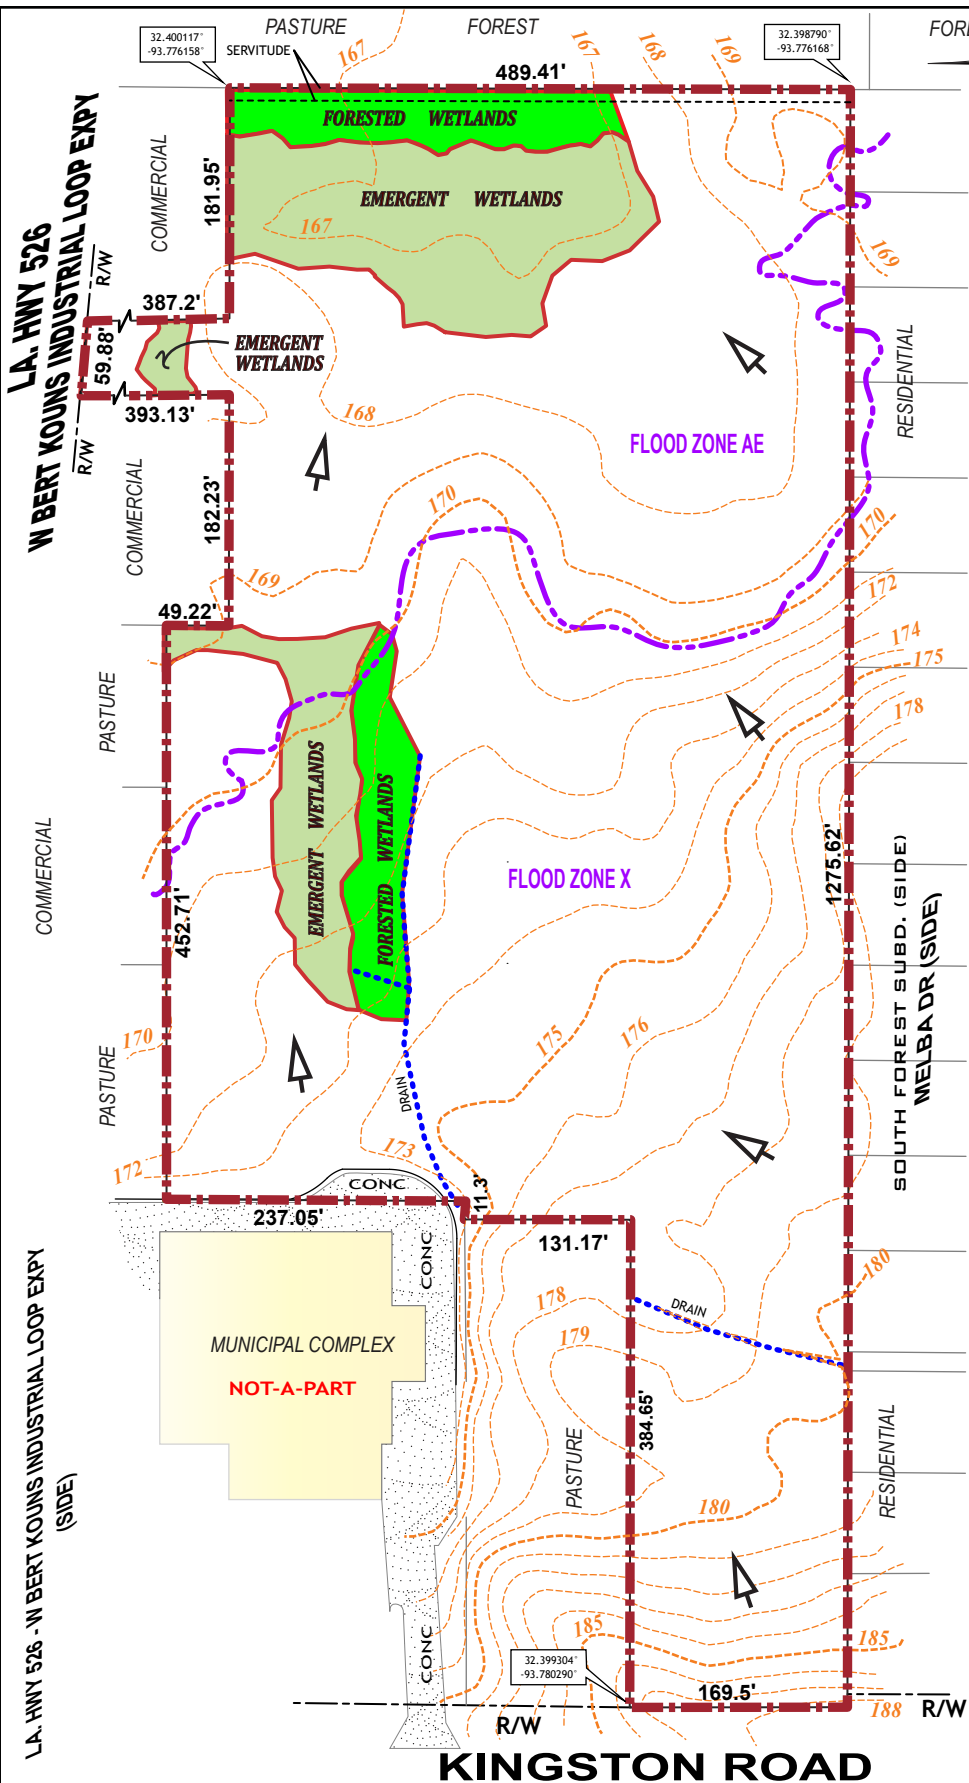 PASTURE
FOREST
FORE
32.400117°
-93.776158°
SERVITUDE
32.398790°
-93.776168°
167
167
168
169
489.41'
FORESTED WETLANDS
EMERGENT WETLANDS
167
COMMERCIAL
181.95'
169
LA. HWY 526
W BERT KOUNS INDUSTRIAL LOOP EXPY
R/W
387.2'
59.88'
EMERGENT
WETLANDS
393.13'
R/W
168
RESIDENTIAL
FLOOD ZONE AE
COMMERCIAL
182.23'
170
170
169
172
49.22'
174
175
178
PASTURE
EMERGENT WETLANDS
FORESTED WETLANDS
FLOOD ZONE X
COMMERCIAL
452.71'
1275.62'
SOUTH FOREST SUBD. (SIDE)
MELBA DR (SIDE)
170
175
176
PASTURE
DRAIN
172
173
CONC
11.3'
237.05'
131.17'
CONC
180
178
DRAIN
179
MUNICIPAL COMPLEX
NOT-A-PART
384.65'
PASTURE
RESIDENTIAL
LA. HWY 526 - W BERT KOUNS INDUSTRIAL LOOP EXPY
(SIDE)
180
185
185
CONC
32.399304°
-93.780290°
169.5'
188
R/W
R/W
KINGSTON ROAD